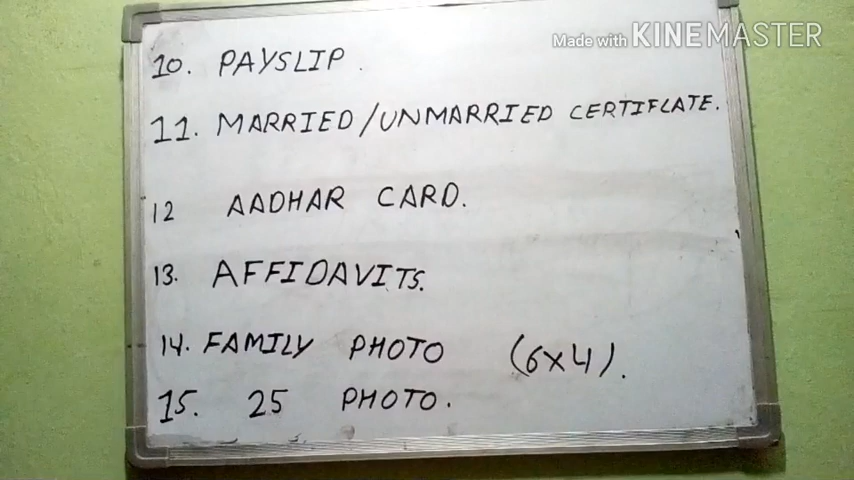 Made with KINEMASTER
10. PAYSLIP.
11. MARRIED/UNMARRIED CERTIFLATE.
12 AADHAR CARD.
13. AFFIDAVITS.
14. FAMILY PHOTO (6X4).
15. 25 PHOTO.